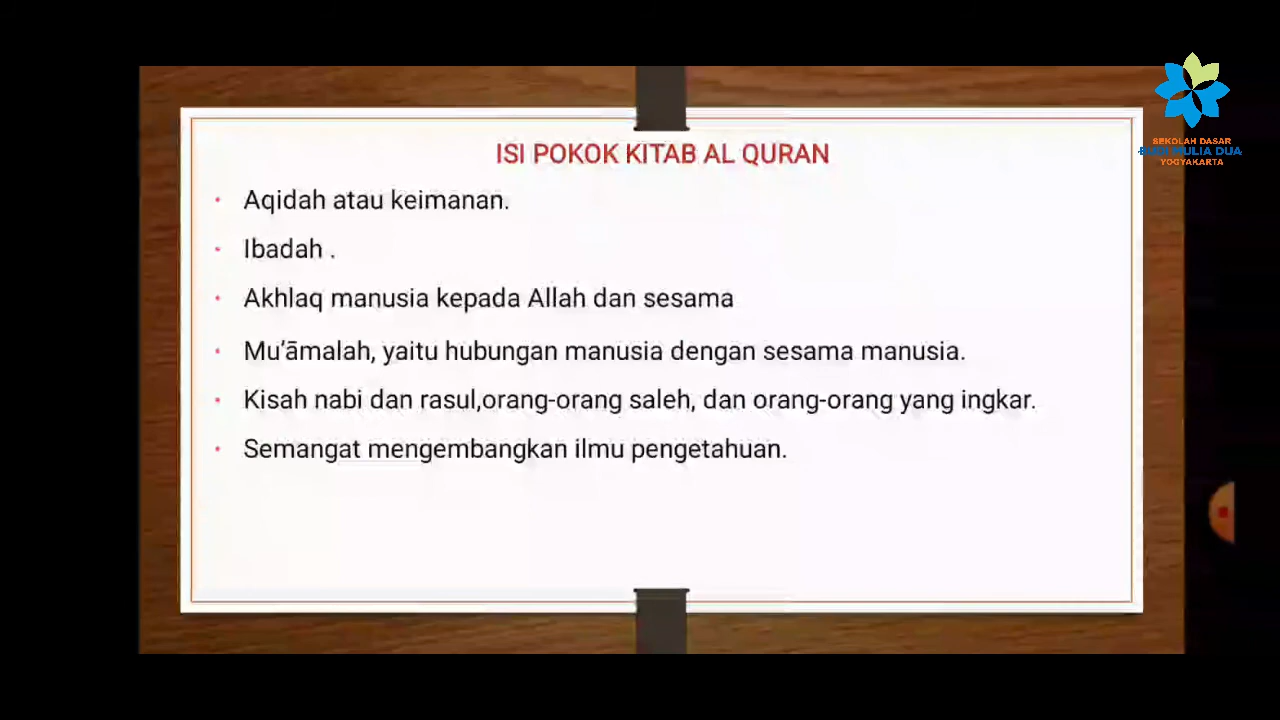 ISI POKOK KITAB AL QURAN
• Aqidah atau keimanan.
• Ibadah .
• Akhlaq manusia kepada Allah dan sesama
• Mu’āmalah, yaitu hubungan manusia dengan sesama manusia.
• Kisah nabi dan rasul,orang-orang saleh, dan orang-orang yang ingkar.
• Semangat mengembangkan ilmu pengetahuan.
SEKOLAH DASAR
MULIA DUA
YOGYAKARTA